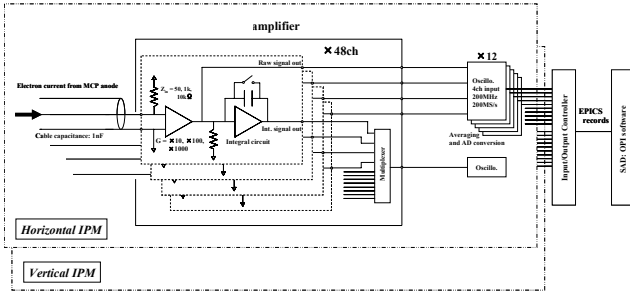 amplifier
×48ch
×12
Raw signal out
Electron current from MCP anode
Zin = 50, 1k,
10kΩ
Oscillo.
4ch input
200MHz
200MS/s
Cable capacitance: 1nF
G = ×10, ×100,
×1000
Integral circuit
Int. signal out
Multiplexer
Averaging
and AD conversion
Oscillo.
Input/Output Controller
EPICS
records
SAD: OPI software
Horizontal IPM
Vertical IPM